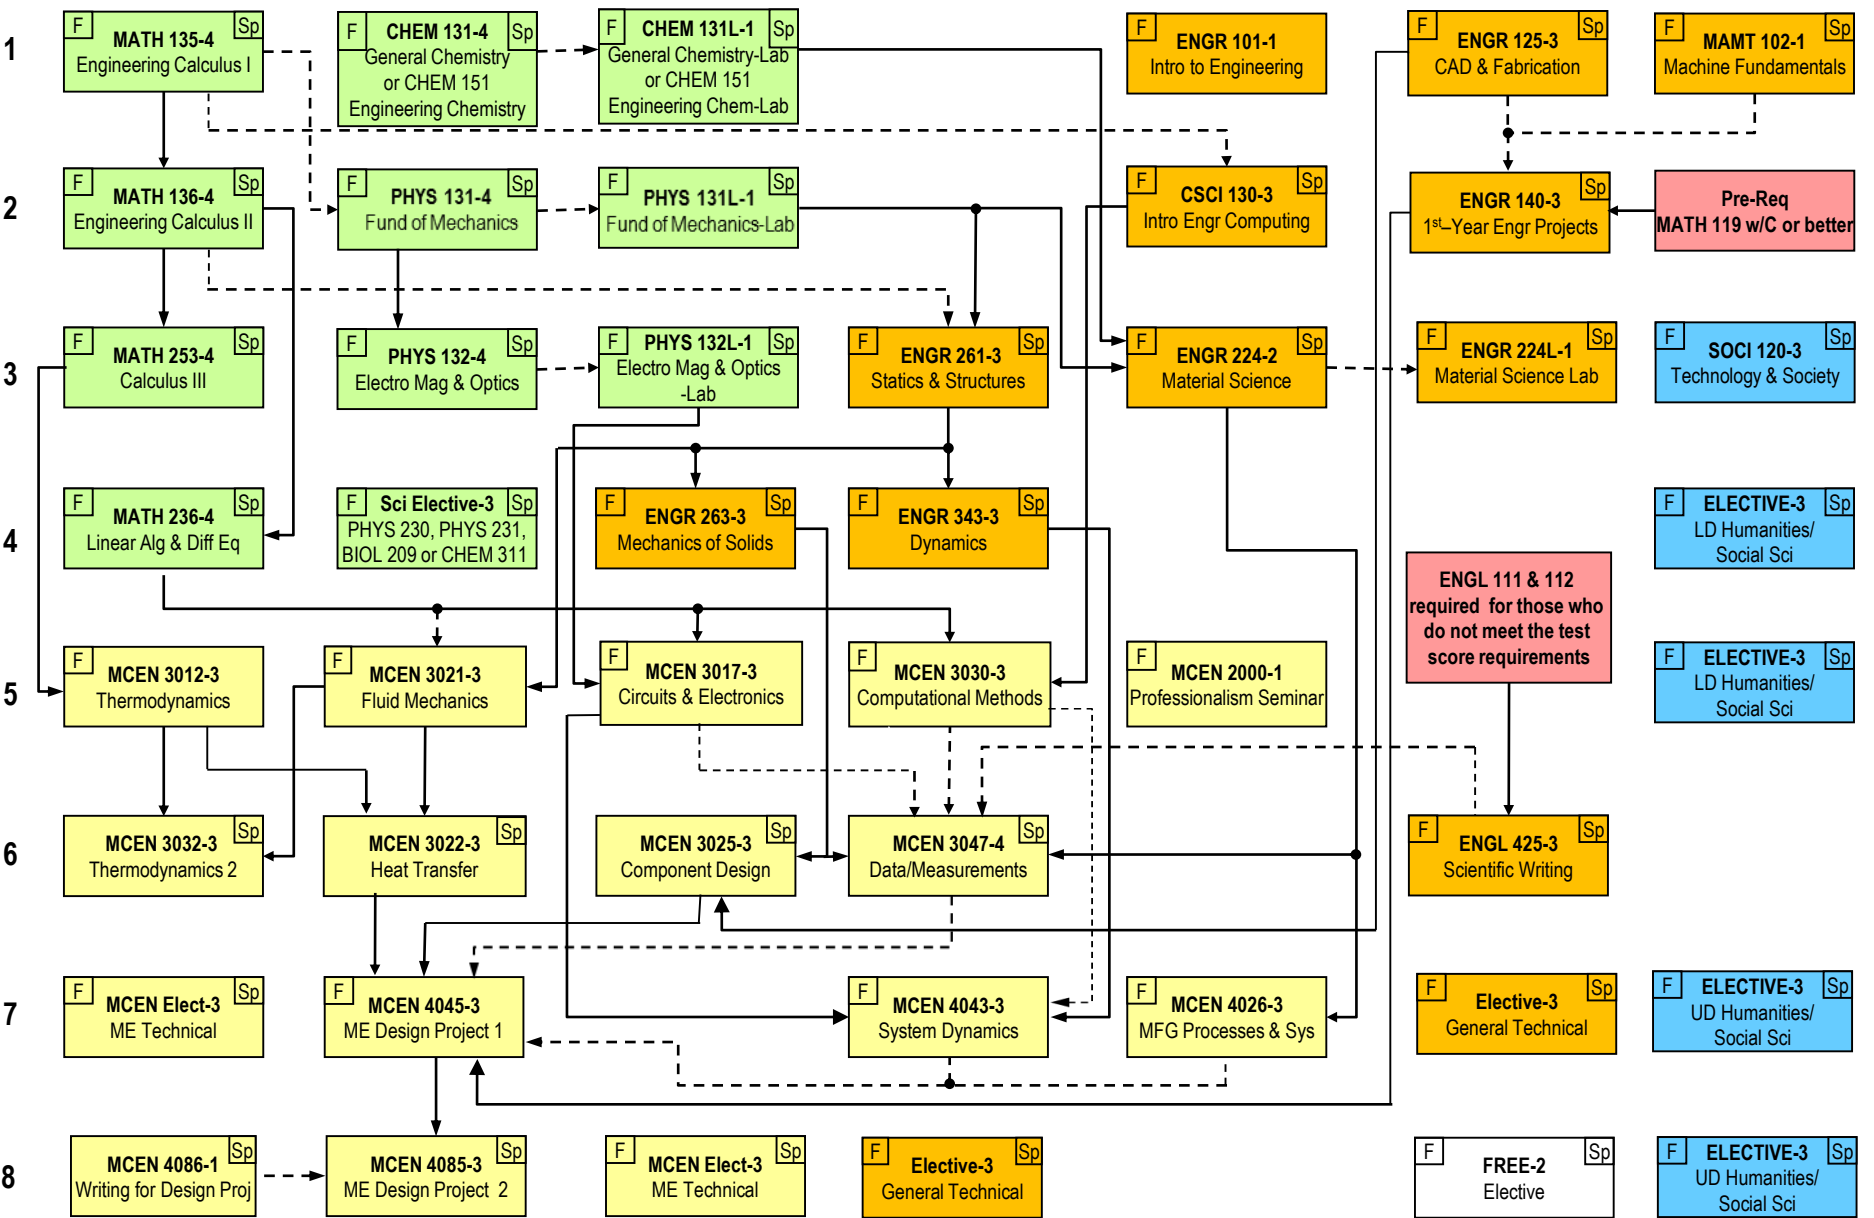 1
F
MATH 135-4
Sp
Engineering Calculus I
F
CHEM 131-4
Sp
General Chemistry
or CHEM 151
Engineering Chemistry
F
CHEM 131L-1
Sp
General Chemistry-Lab
or CHEM 151
Engineering Chem-Lab
F
ENGR 101-1
Intro to Engineering
F
ENGR 125-3
Sp
CAD & Fabrication
F
MAMT 102-1
Sp
Machine Fundamentals
2
F
MATH 136-4
Sp
Engineering Calculus II
F
PHYS 131-4
Sp
Fund of Mechanics
F
PHYS 131L-1
Sp
Fund of Mechanics-Lab
F
CSCI 130-3
Sp
Intro Engr Computing
ENGR 140-3
Sp
1st–Year Engr Projects
Pre-Req
MATH 119 w/C or better
3
F
MATH 253-4
Sp
Calculus III
F
PHYS 132-4
Sp
Electro Mag & Optics
F
PHYS 132L-1
Sp
Electro Mag & Optics
-Lab
F
ENGR 261-3
Sp
Statics & Structures
F
ENGR 224-2
Sp
Material Science
F
ENGR 224L-1
Sp
Material Science Lab
F
SOCI 120-3
Sp
Technology & Society
4
F
MATH 236-4
Sp
Linear Alg & Diff Eq
F
Sci Elective-3
Sp
PHYS 230, PHYS 231,
BIOL 209 or CHEM 311
F
ENGR 263-3
Sp
Mechanics of Solids
F
ENGR 343-3
Sp
Dynamics
ENGL 111 & 112
required for those who
do not meet the test
score requirements
F
ELECTIVE-3
Sp
LD Humanities/
Social Sci
5
F
MCEN 3012-3
Thermodynamics
F
MCEN 3021-3
Fluid Mechanics
F
MCEN 3017-3
Circuits & Electronics
F
MCEN 3030-3
Computational Methods
F
MCEN 2000-1
Professionalism Seminar
F
ELECTIVE-3
Sp
LD Humanities/
Social Sci
6
MCEN 3032-3
Sp
Thermodynamics 2
MCEN 3022-3
Sp
Heat Transfer
MCEN 3025-3
Sp
Component Design
MCEN 3047-4
Sp
Data/Measurements
F
ENGL 425-3
Sp
Scientific Writing
7
F
MCEN Elect-3
Sp
ME Technical
F
MCEN 4045-3
ME Design Project 1
F
MCEN 4043-3
System Dynamics
F
MCEN 4026-3
MFG Processes & Sys
F
Elective-3
Sp
General Technical
F
ELECTIVE-3
Sp
UD Humanities/
Social Sci
8
MCEN 4086-1
Sp
Writing for Design Proj
MCEN 4085-3
Sp
ME Design Project 2
F
MCEN Elect-3
Sp
ME Technical
F
Elective-3
Sp
General Technical
F
FREE-2
Sp
Elective
F
ELECTIVE-3
Sp
UD Humanities/
Social Sci